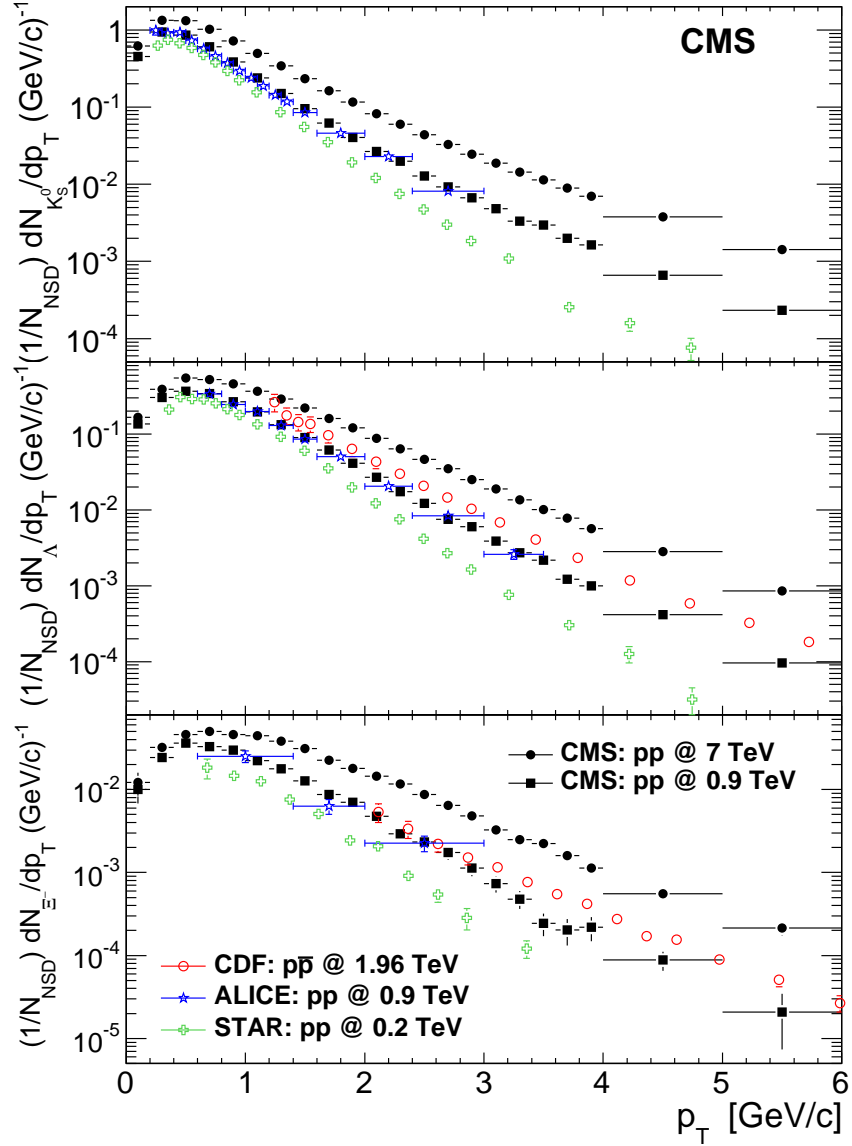 CMS
(1/N_NSD) dN_K_S^0/dp_T (GeV/c)^-1
1
10^-1
10^-2
10^-3
10^-4
(1/N_NSD) dN_Λ/dp_T (GeV/c)^-1
10^-1
10^-2
10^-3
10^-4
(1/N_NSD) dN_Ξ^-/dp_T (GeV/c)^-1
10^-2
10^-3
10^-4
10^-5
CMS: pp @ 7 TeV
CMS: pp @ 0.9 TeV
CDF: pp̅ @ 1.96 TeV
ALICE: pp @ 0.9 TeV
STAR: pp @ 0.2 TeV
0 1 2 3 4 5 6
p_T [GeV/c]